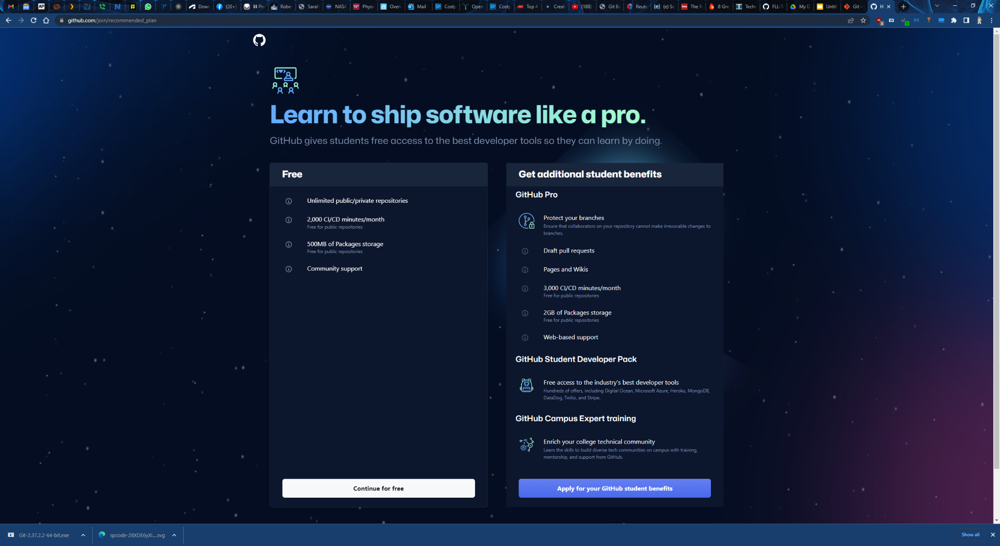 AP
Down
(20+)
Pro
Robe
Sarah
NASA
Physi
Overv
Mail -
CP Costp
Open
CP Costp
Top 4
Creat
(188)
Git Ba
Reute
(e) Sc
The M
8 Gre
Techn
FLL-T
My D
Untit
Git -
H
github.com/join/recommended_plan
Learn to ship software like a pro.
GitHub gives students free access to the best developer tools so they can learn by doing.
Free
Unlimited public/private repositories
2,000 CI/CD minutes/month
Free for public repositories
500MB of Packages storage
Free for public repositories
Community support
Continue for free
Get additional student benefits
GitHub Pro
Protect your branches
Ensure that collaborators on your repository cannot make irrevocable changes to
branches.
Draft pull requests
Pages and Wikis
3,000 CI/CD minutes/month
Free for public repositories
2GB of Packages storage
Free for public repositories
Web-based support
GitHub Student Developer Pack
Free access to the industry's best developer tools
Hundreds of offers, including Digital Ocean, Microsoft Azure, Heroku, MongoDB,
DataDog, Twilio, and Stripe.
GitHub Campus Expert training
Enrich your college technical community
Learn the skills to build diverse tech communities on campus with training,
mentorship, and support from GitHub.
Apply for your GitHub student benefits
Git-2.37.2.2-64-bit.exe
spcode-28XDE6yXI....svg
Show all